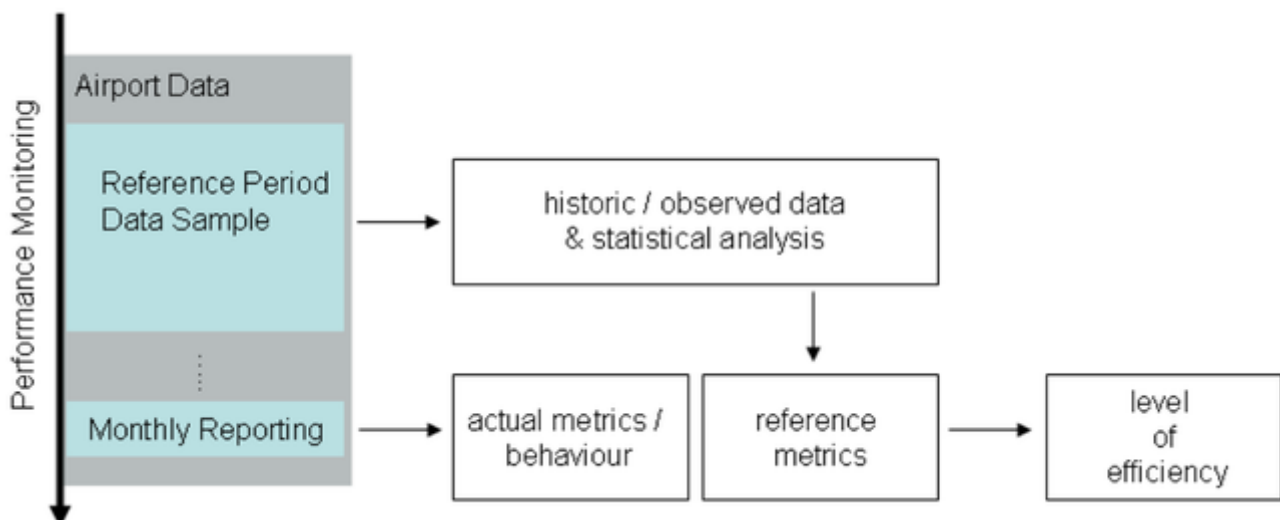 Performance Monitoring
Airport Data
Reference Period
Data Sample
historic / observed data
& statistical analysis
Monthly Reporting
actual metrics /
behaviour
reference
metrics
level
of
efficiency